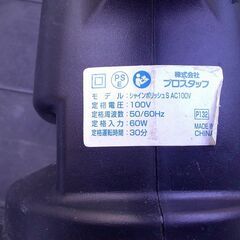 PS
E
株式会社
プロスタッフ
モデル：シャインポリッシュS AC100V
定格電圧：100V
定格周波数：50/60Hz
定格入力：60W
定格運転時間：30分
P132
MADE IN
CHINA